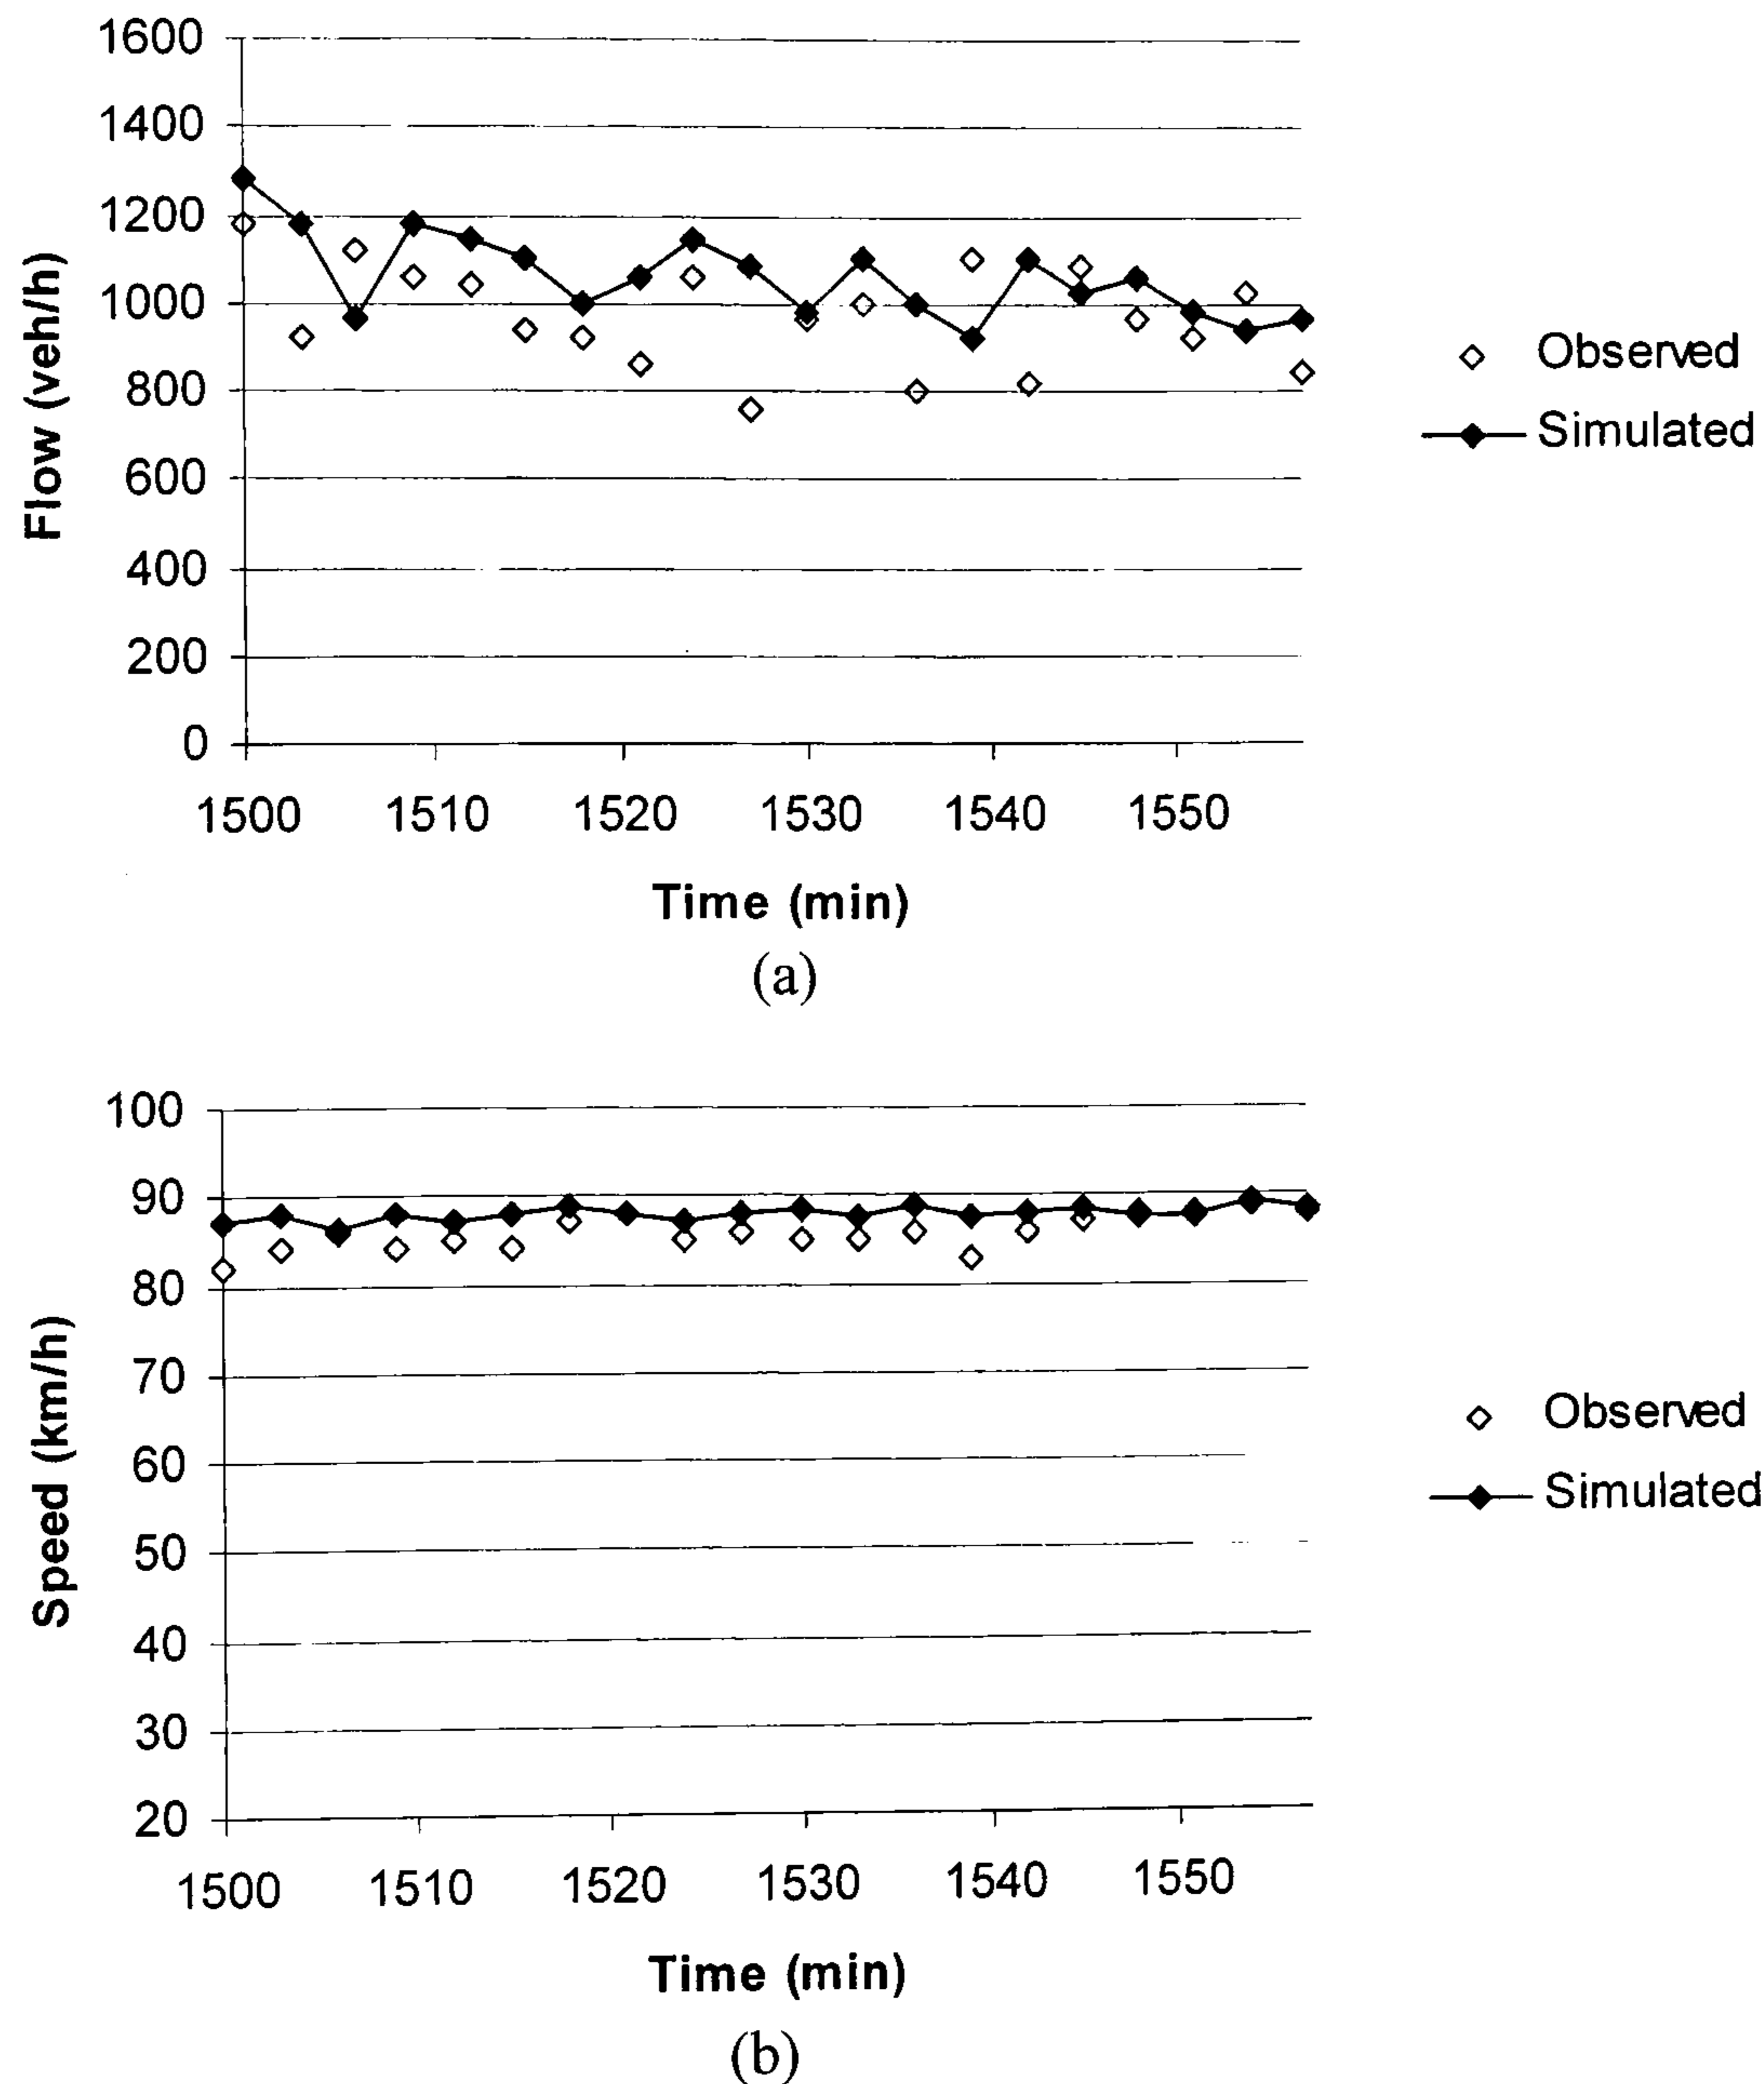 1600
1400
1200
1000
800
600
400
200
0
Flow (veh/h)
1500 1510 1520 1530 1540 1550
Time (min)
Observed
Simulated
(a)
100
90
80
70
60
50
40
30
20
Speed (km/h)
1500 1510 1520 1530 1540 1550
Time (min)
Observed
Simulated
(b)